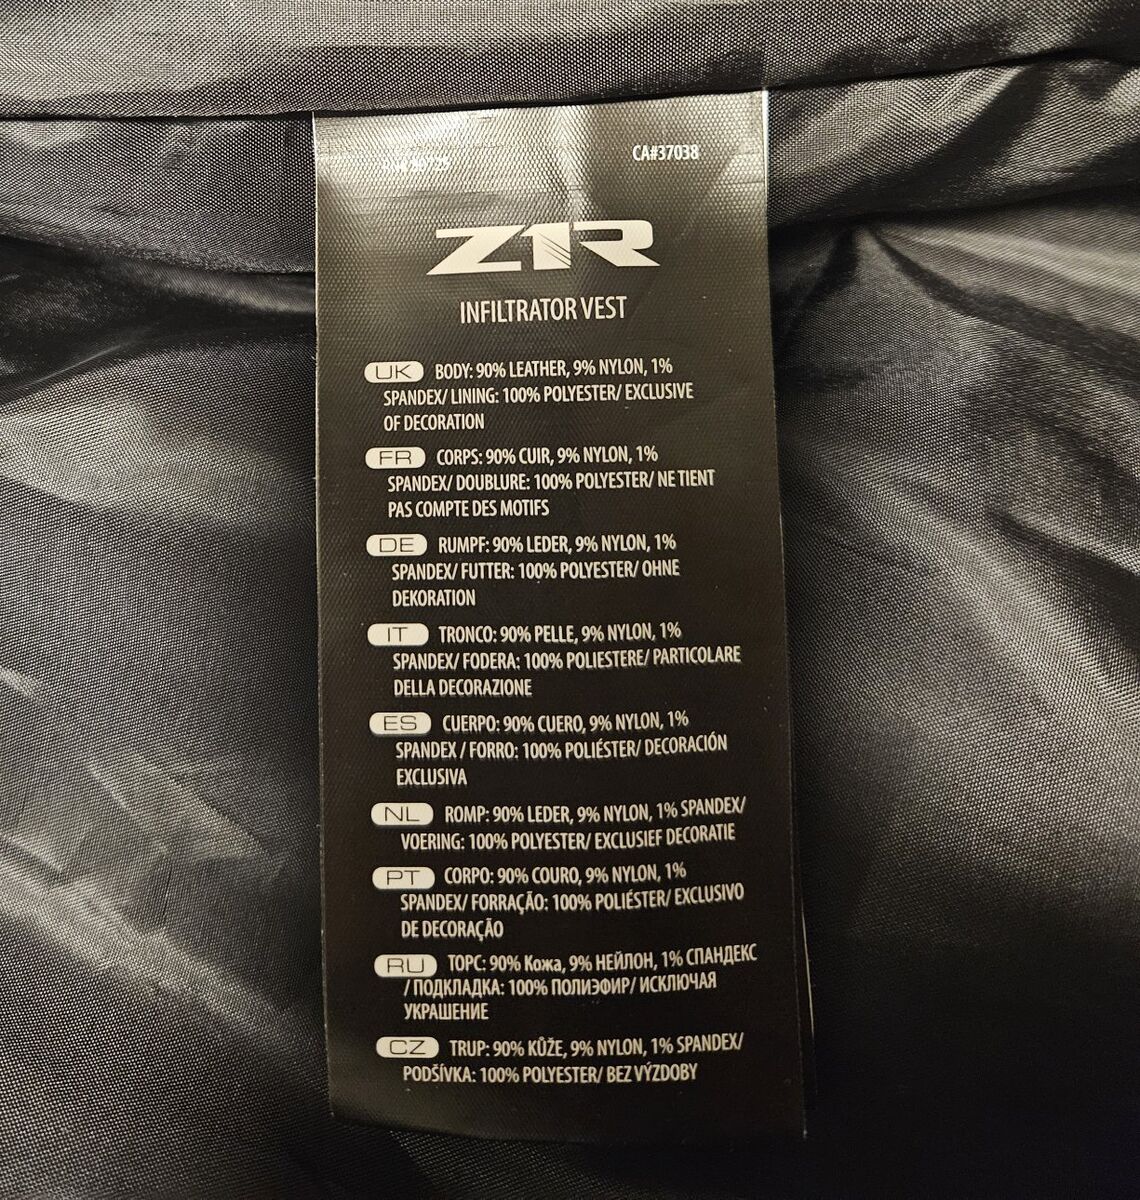 CA#37038
Z1R
INFILTRATOR VEST
UK BODY: 90% LEATHER, 9% NYLON, 1%
SPANDEX/ LINING: 100% POLYESTER/ EXCLUSIVE
OF DECORATION
FR CORPS: 90% CUIR, 9% NYLON, 1%
SPANDEX/ DOUBLURE: 100% POLYESTER/ NE TIENT
PAS COMPTE DES MOTIFS
DE RUMPF: 90% LEDER, 9% NYLON, 1%
SPANDEX/ FUTTER: 100% POLYESTER/ OHNE
DEKORATION
IT TRONCO: 90% PELLE, 9% NYLON, 1%
SPANDEX/ FODERA: 100% POLIESTERE/ PARTICOLARE
DELLA DECORAZIONE
ES CUERPO: 90% CUERO, 9% NYLON, 1%
SPANDEX / FORRO: 100% POLIÉSTER/ DECORACIÓN
EXCLUSIVA
NL ROMP: 90% LEDER, 9% NYLON, 1% SPANDEX/
VOERING: 100% POLYESTER/ EXCLUSIEF DECORATIE
PT CORPO: 90% COURO, 9% NYLON, 1%
SPANDEX/ FORRAÇÃO: 100% POLIÉSTER/ EXCLUSIVO
DE DECORAÇÃO
RU ТОРС: 90% Кожа, 9% НЕЙЛОН, 1% СПАНДЕКС
/ ПОДКЛАДКА: 100% ПОЛИЭФИР/ ИСКЛЮЧАЯ
УКРАШЕНИЕ
CZ TRUP: 90% KŮŽE, 9% NYLON, 1% SPANDEX/
PODŠÍVKA: 100% POLYESTER/ BEZ VÝZDOBY